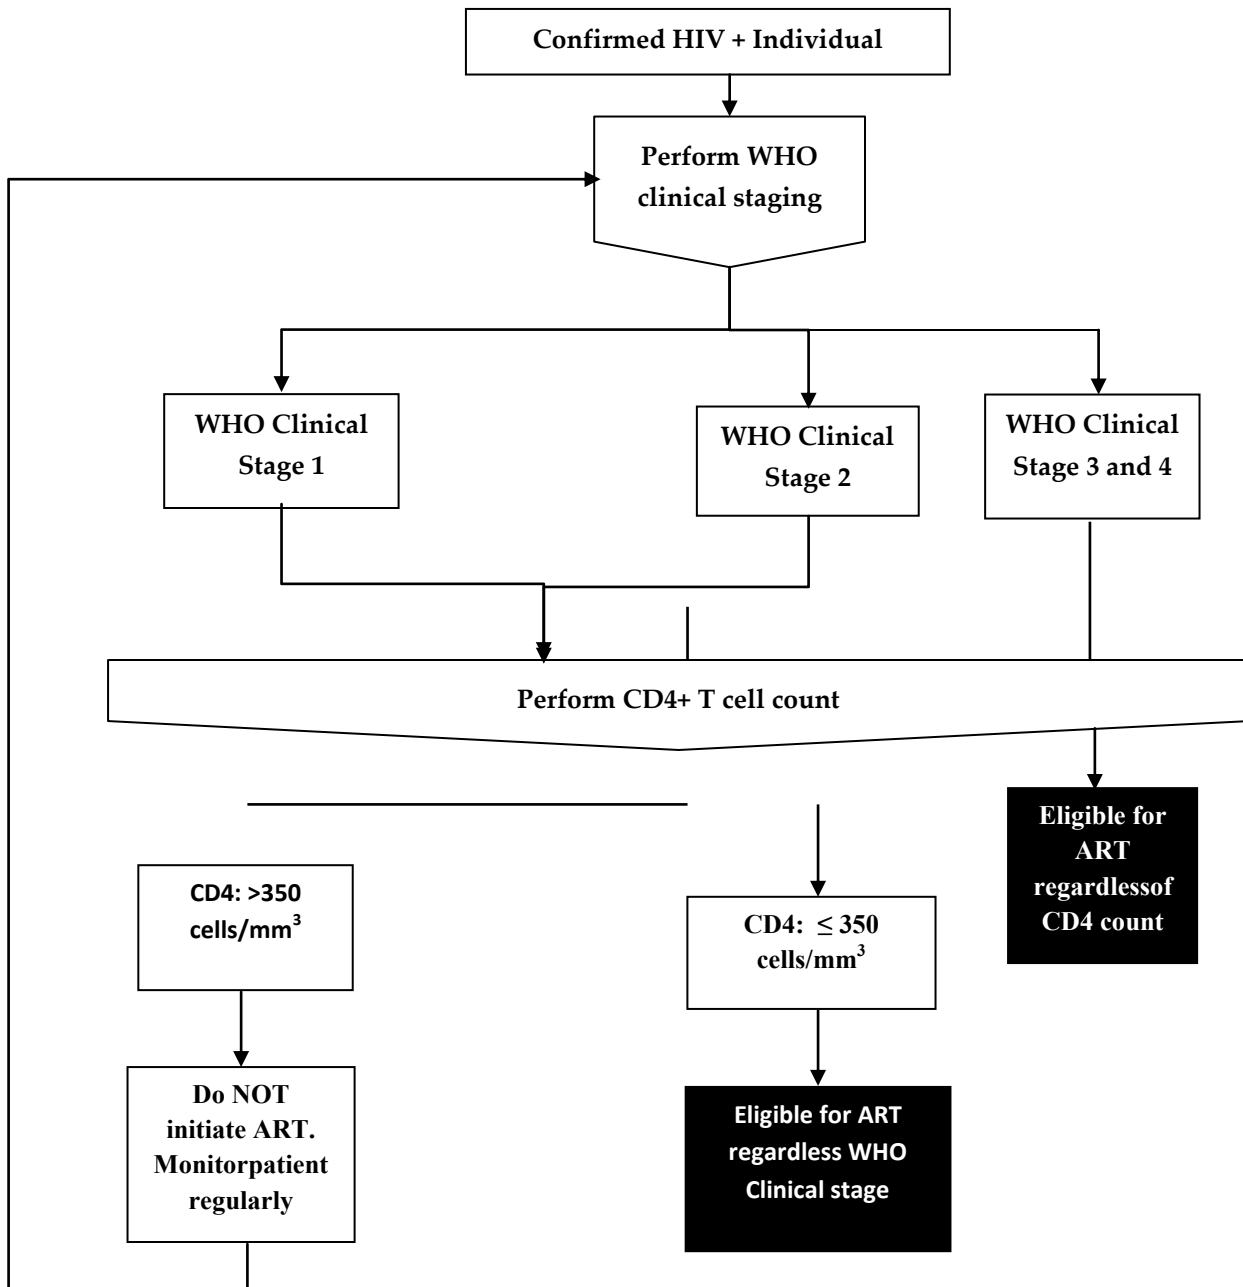 Confirmed HIV + Individual
Perform WHO
clinical staging
WHO Clinical
Stage 1
WHO Clinical
Stage 2
WHO Clinical
Stage 3 and 4
Perform CD4+ T cell count
CD4: >350
cells/mm³
CD4: ≤ 350
cells/mm³
Eligible for
ART
regardlessof
CD4 count
Do NOT
initiate ART.
Monitorpatient
regularly
Eligible for ART
regardless WHO
Clinical stage